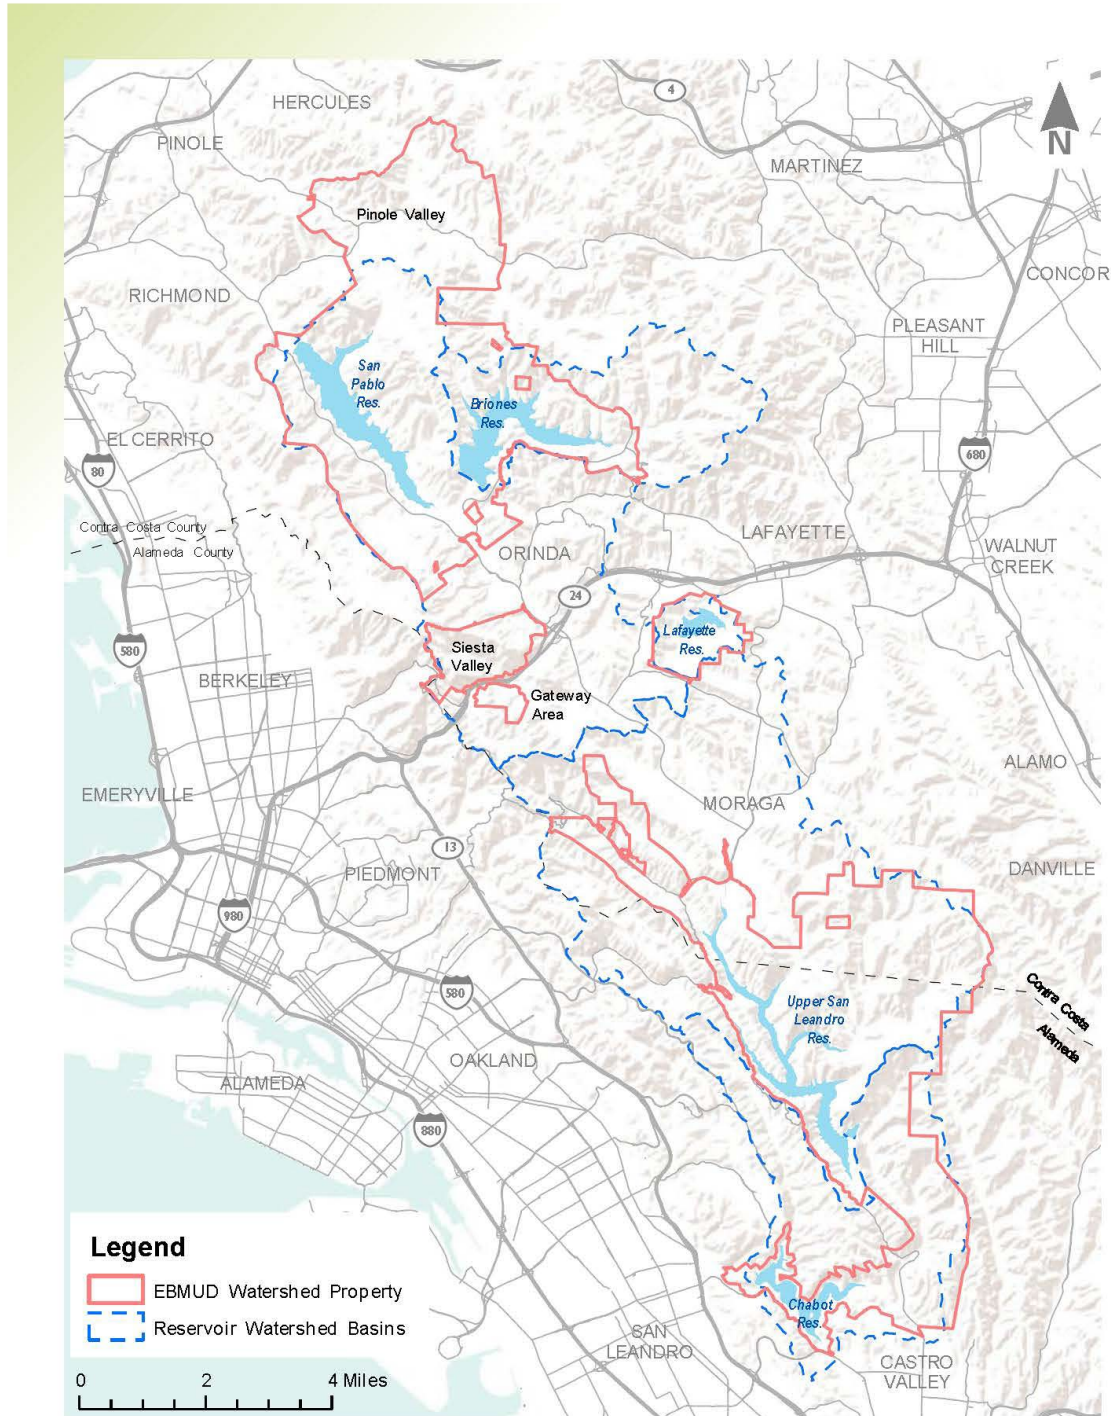 HERCULES
4
PINOLE
MARTINEZ
N
Pinole Valley
CONCOR
RICHMOND
PLEASANT
HILL
San
Pablo
Res.
Briones
Res.
EL CERRITO
80
680
Contra Costa County
Alameda County
ORINDA
LAFAYETTE
WALNUT
CREEK
24
Lafayette
Res.
580
Siesta
Valley
BERKELEY
Gateway
Area
ALAMO
EMERYVILLE
MORAGA
13
PIEDMONT
DANVILLE
980
580
Contra Costa
Alameda
Upper San
Leandro
Res.
OAKLAND
ALAMEDA
880
Legend
EBMUD Watershed Property
Reservoir Watershed Basins
Chabot
Res.
SAN
LEANDRO
CASTRO
VALLEY
0 2 4 Miles